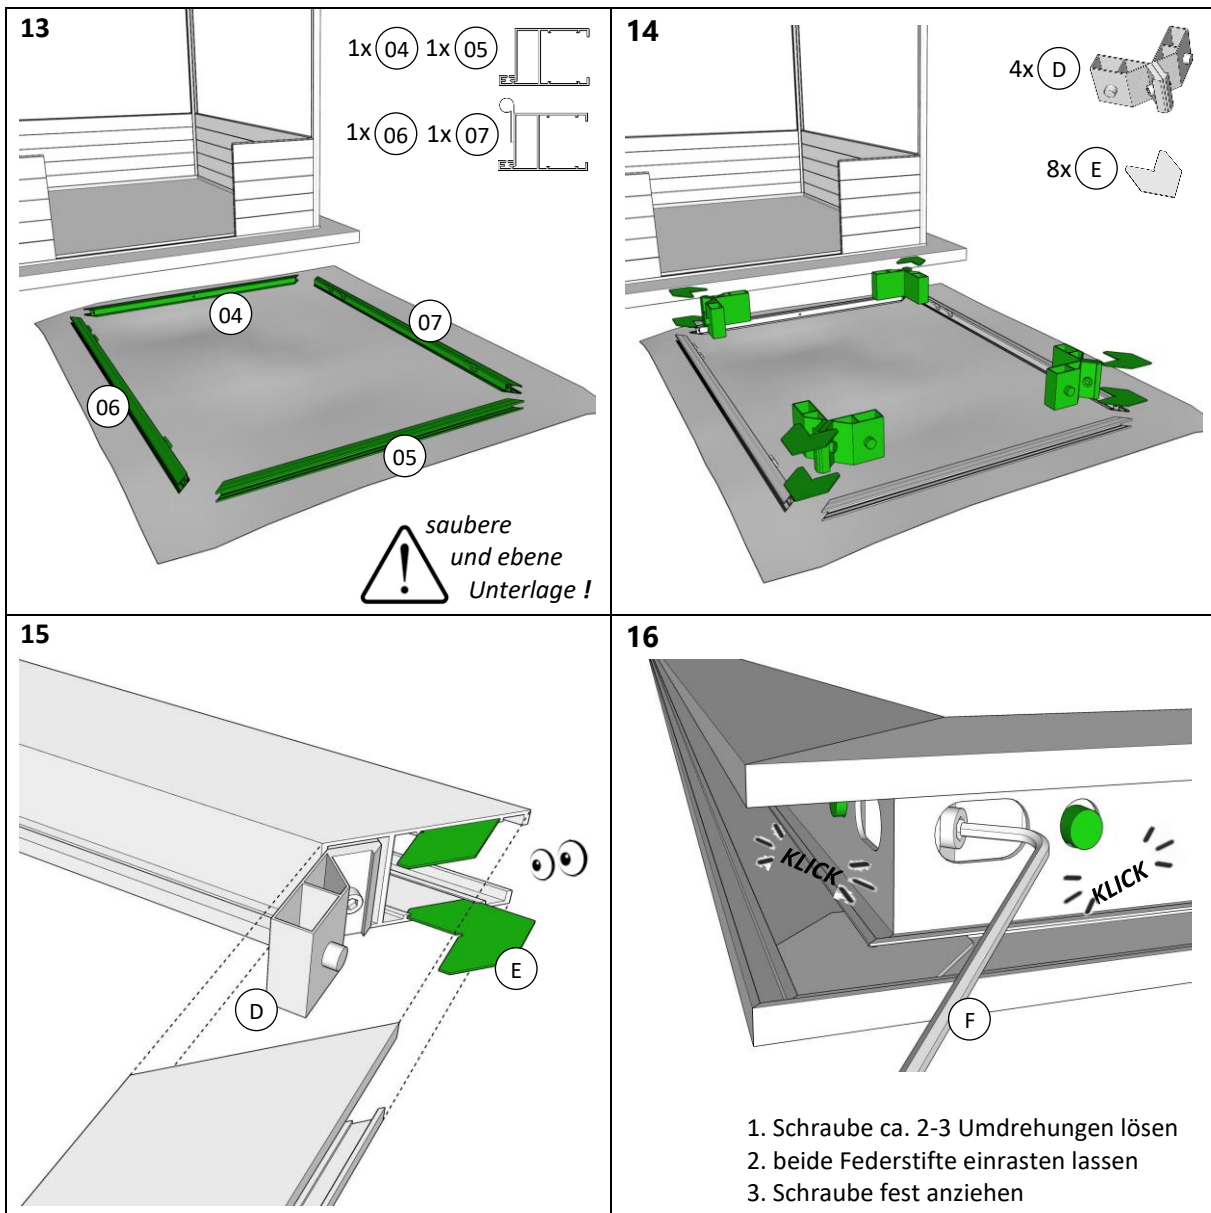 13
1x 04 1x 05
1x 06 1x 07
04
07
06
05
saubere
und ebene
Unterlage !
14
4x D
8x E
15
E
D
16
KLICK
KLICK
F
1. Schraube ca. 2-3 Umdrehungen lösen
2. beide Federstifte einrasten lassen
3. Schraube fest anziehen